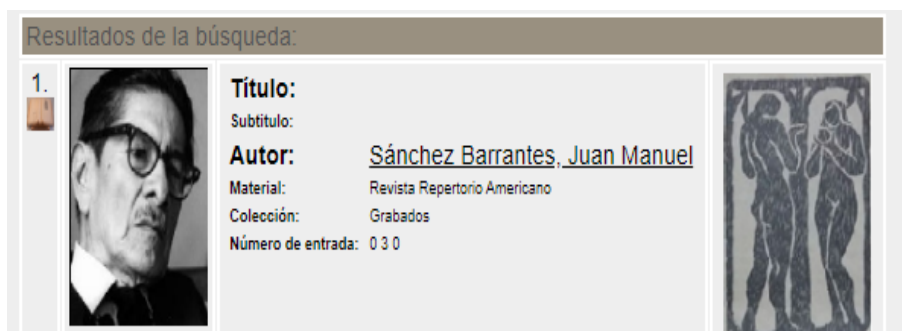 Resultados de la búsqueda:
1.
Título:
Subtitulo:
Autor: Sánchez Barrantes, Juan Manuel
Material: Revista Repertorio Americano
Colección: Grabados
Número de entrada: 0 3 0